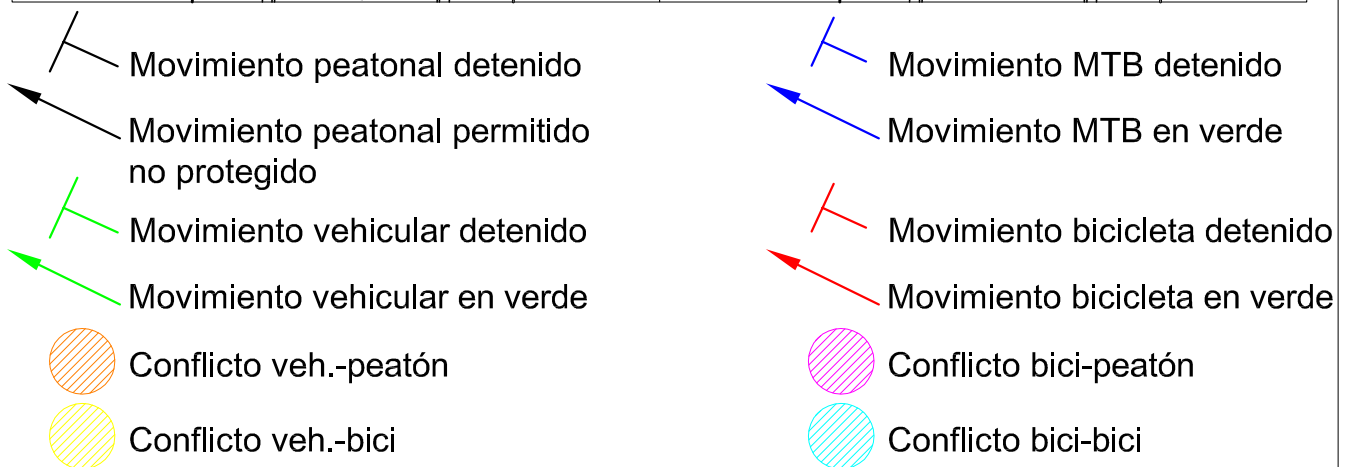 Movimiento peatonal detenido
Movimiento peatonal permitido
no protegido
Movimiento vehicular detenido
Movimiento vehicular en verde
Conflicto veh.-peatón
Conflicto veh.-bici
Movimiento MTB detenido
Movimiento MTB en verde
Movimiento bicicleta detenido
Movimiento bicicleta en verde
Conflicto bici-peatón
Conflicto bici-bici